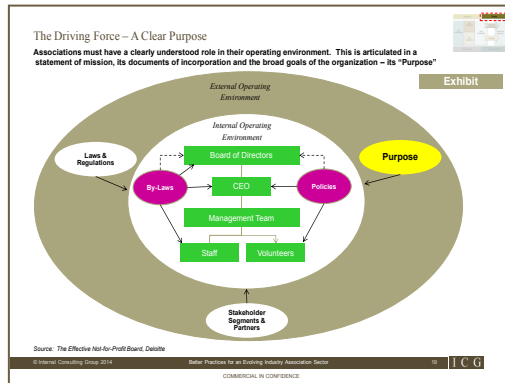 The Driving Force – A Clear Purpose
Associations must have a clearly understood role in their operating environment.  This is articulated in a
statement of mission, its documents of incorporation and the broad goals of the organization – its "Purpose"
Exhibit
External Operating
Environment
Internal Operating
Environment
Laws &
Regulations
Board of Directors
Purpose
By-Laws
CEO
Policies
Management Team
Staff
Volunteers
Stakeholder
Segments &
Partners
Source:  The Effective Not-for-Profit Board, Deloitte
© Internal Consulting Group 2014
Better Practices for an Evolving Industry Association Sector
10
ICG
COMMERCIAL IN CONFIDENCE